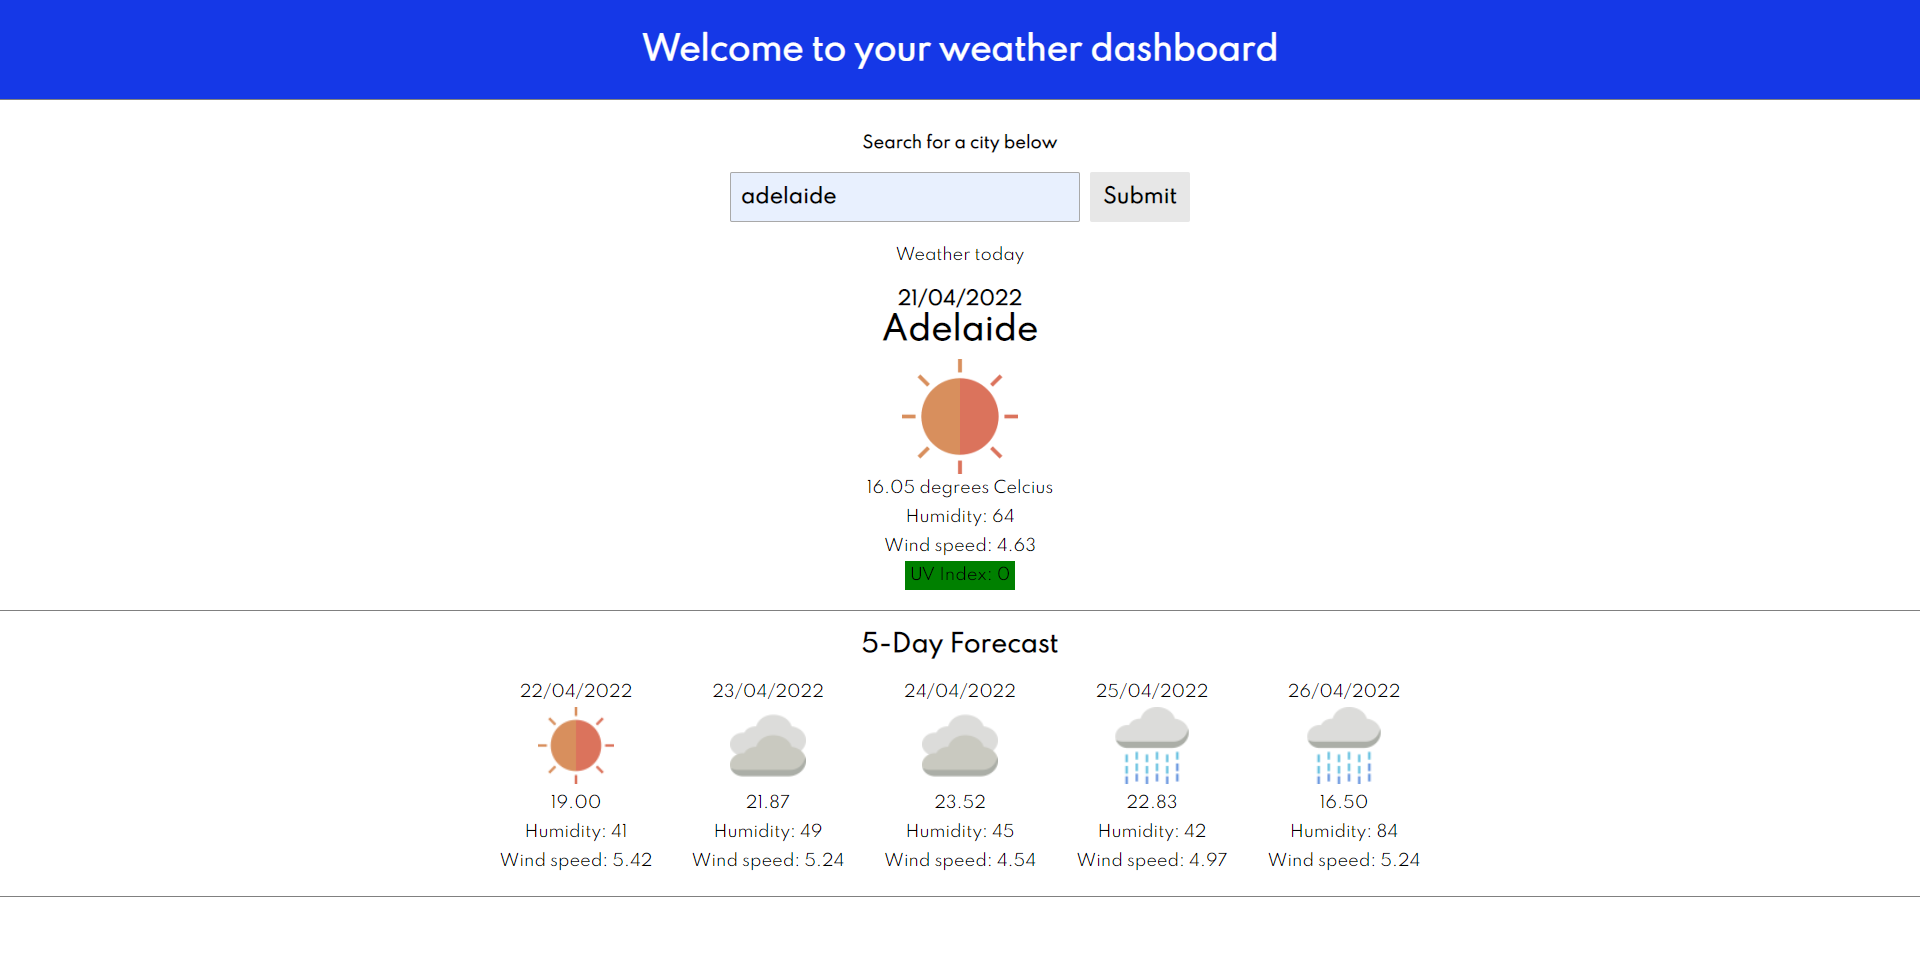 Welcome to your weather dashboard
Search for a city below
adelaide Submit
Weather today
21/04/2022
Adelaide
16.05 degrees Celcius
Humidity: 64
Wind speed: 4.63
UV Index: 0
5-Day Forecast
22/04/2022 23/04/2022 24/04/2022 25/04/2022 26/04/2022
19.00 21.87 23.52 22.83 16.50
Humidity: 41 Humidity: 49 Humidity: 45 Humidity: 42 Humidity: 84
Wind speed: 5.42 Wind speed: 5.24 Wind speed: 4.54 Wind speed: 4.97 Wind speed: 5.24